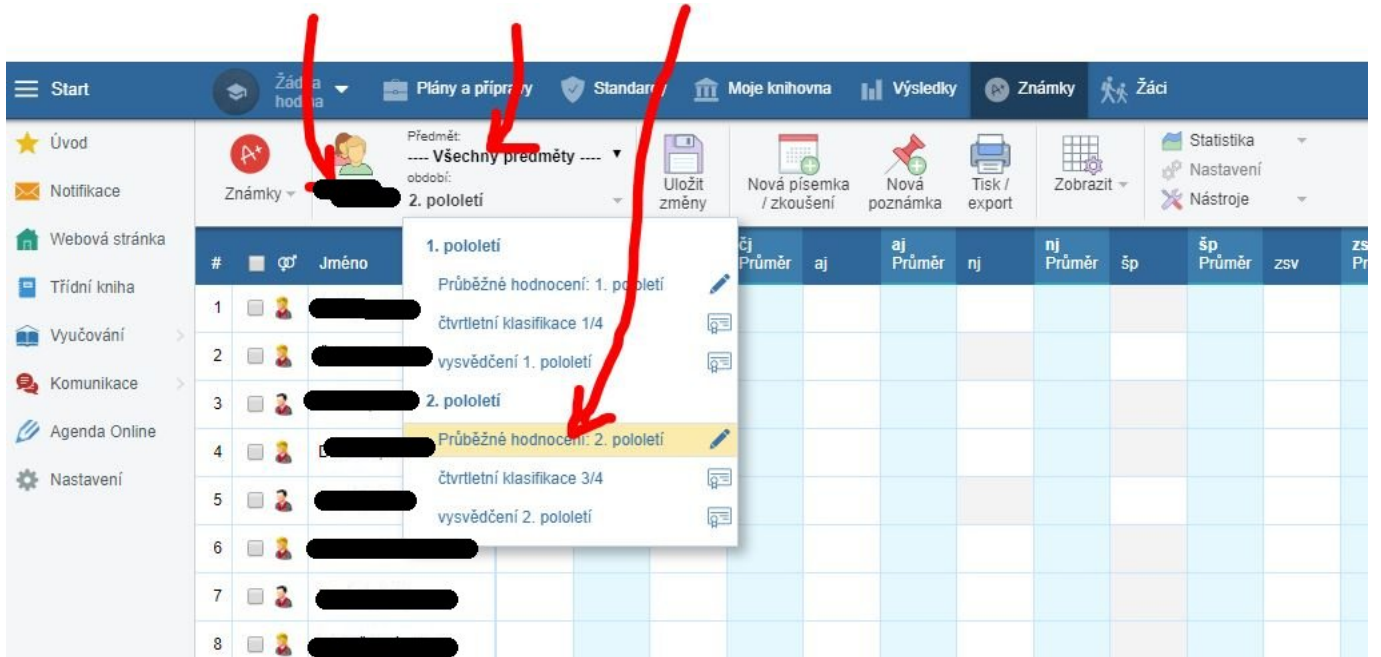 Start
Žádná hodina
Plány a přípravy
Standardy
Moje knihovna
Výsledky
Známky
Žáci
Úvod
Notifikace
Webová stránka
Třídní kniha
Vyučování
Komunikace
Agenda Online
Nastavení
A+
Známky
Předmět:
---- Všechny předměty ----
období:
2. pololetí
Uložit
změny
Nová písemka
/ zkoušení
Nová
poznámka
Tisk /
export
Zobrazit
Statistika
Nastavení
Nástroje
1. pololetí
Průběžné hodnocení: 1. pololetí
čtvrtletní klasifikace 1/4
vysvědčení 1. pololetí
2. pololetí
Průběžné hodnocení: 2. pololetí
čtvrtletní klasifikace 3/4
vysvědčení 2. pololetí
# Jméno
čj
Průměr
aj
aj
Průměr
nj
nj
Průměr
šp
šp
Průměr
zsv
1
2
3
4
5
6
7
8